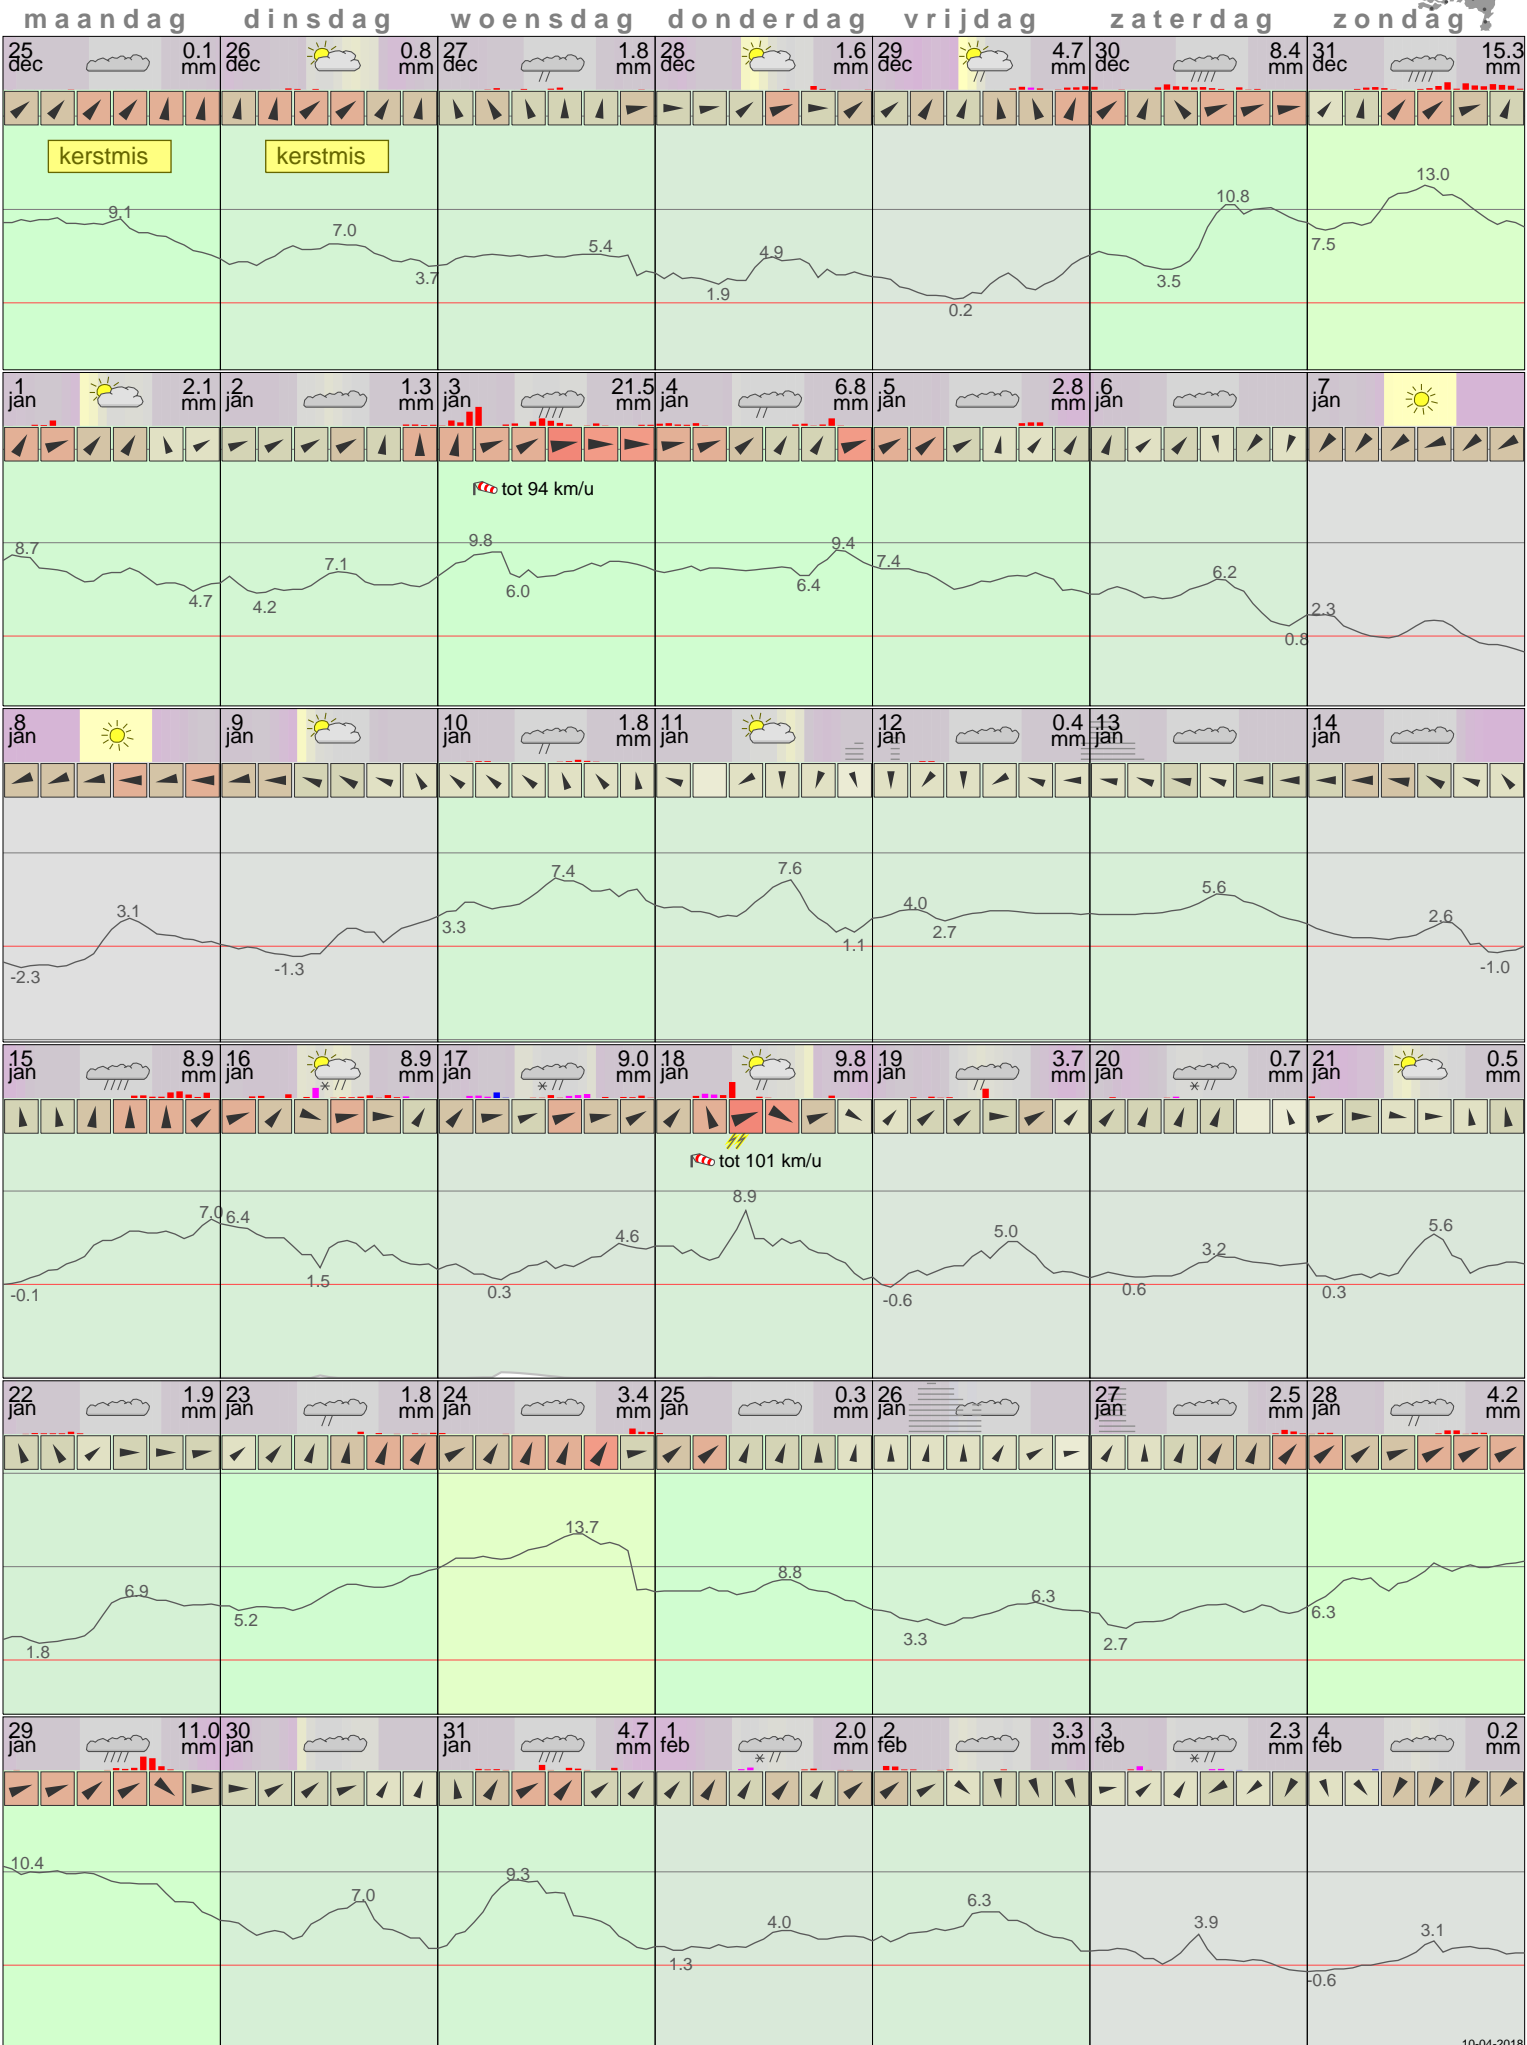 maandag dinsdag woensdag donderdag vrijdag zaterdag zondag
25 dec 0.1 mm 26 dec 0.8 mm 27 dec 1.8 mm 28 dec 1.6 mm 29 dec 4.7 mm 30 dec 8.4 mm 31 dec 15.3 mm
kerstmis kerstmis
9.1 7.0 3.7 5.4 1.9 4.9 0.2 3.5 10.8 7.5 13.0
1 jan 2.1 mm 2 jan 1.3 mm 3 jan 21.5 mm 4 jan 6.8 mm 5 jan 2.8 mm 6 jan 7 jan
tot 94 km/u
8.7 4.7 4.2 7.1 9.8 6.0 6.4 9.4 7.4 6.2 0.8 2.3
8 jan 9 jan 10 jan 1.8 mm 11 jan 12 jan 0.4 mm 13 jan 14 jan
-2.3 3.1 -1.3 3.3 7.4 7.6 1.1 4.0 2.7 5.6 2.6 -1.0
15 jan 8.9 mm 16 jan 8.9 mm 17 jan 9.0 mm 18 jan 9.8 mm 19 jan 3.7 mm 20 jan 0.7 mm 21 jan 0.5 mm
tot 101 km/u
-0.1 7.0 6.4 1.5 0.3 4.6 8.9 -0.6 5.0 0.6 3.2 0.3 5.6
22 jan 1.9 mm 23 jan 1.8 mm 24 jan 3.4 mm 25 jan 0.3 mm 26 jan 27 jan 2.5 mm 28 jan 4.2 mm
1.8 6.9 5.2 13.7 8.8 3.3 6.3 2.7 6.3
29 jan 11.0 mm 30 jan 31 jan 4.7 mm 1 feb 2.0 mm 2 feb 3.3 mm 3 feb 2.3 mm 4 feb 0.2 mm
10.4 7.0 9.3 1.3 4.0 6.3 3.9 -0.6 3.1
10-04-2018